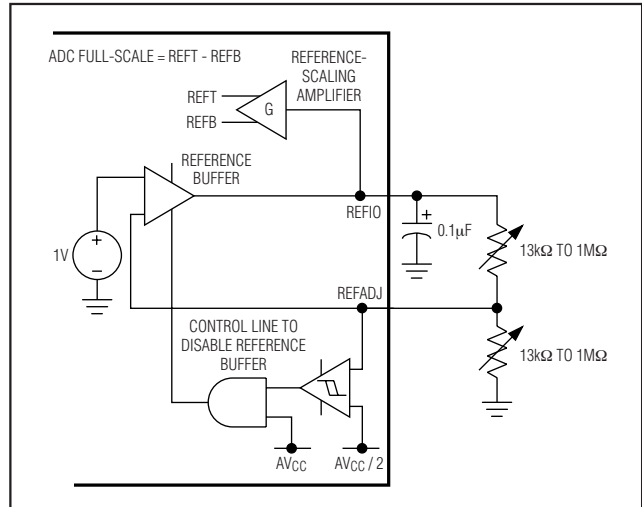 ADC FULL-SCALE = REFT - REFB
REFERENCE-
SCALING
AMPLIFIER
REFT
REFB
G
REFERENCE
BUFFER
1V
+
−
REFIO
+
0.1µF
13kΩ TO 1MΩ
REFADJ
CONTROL LINE TO
DISABLE REFERENCE
BUFFER
13kΩ TO 1MΩ
AVCC
AVCC / 2